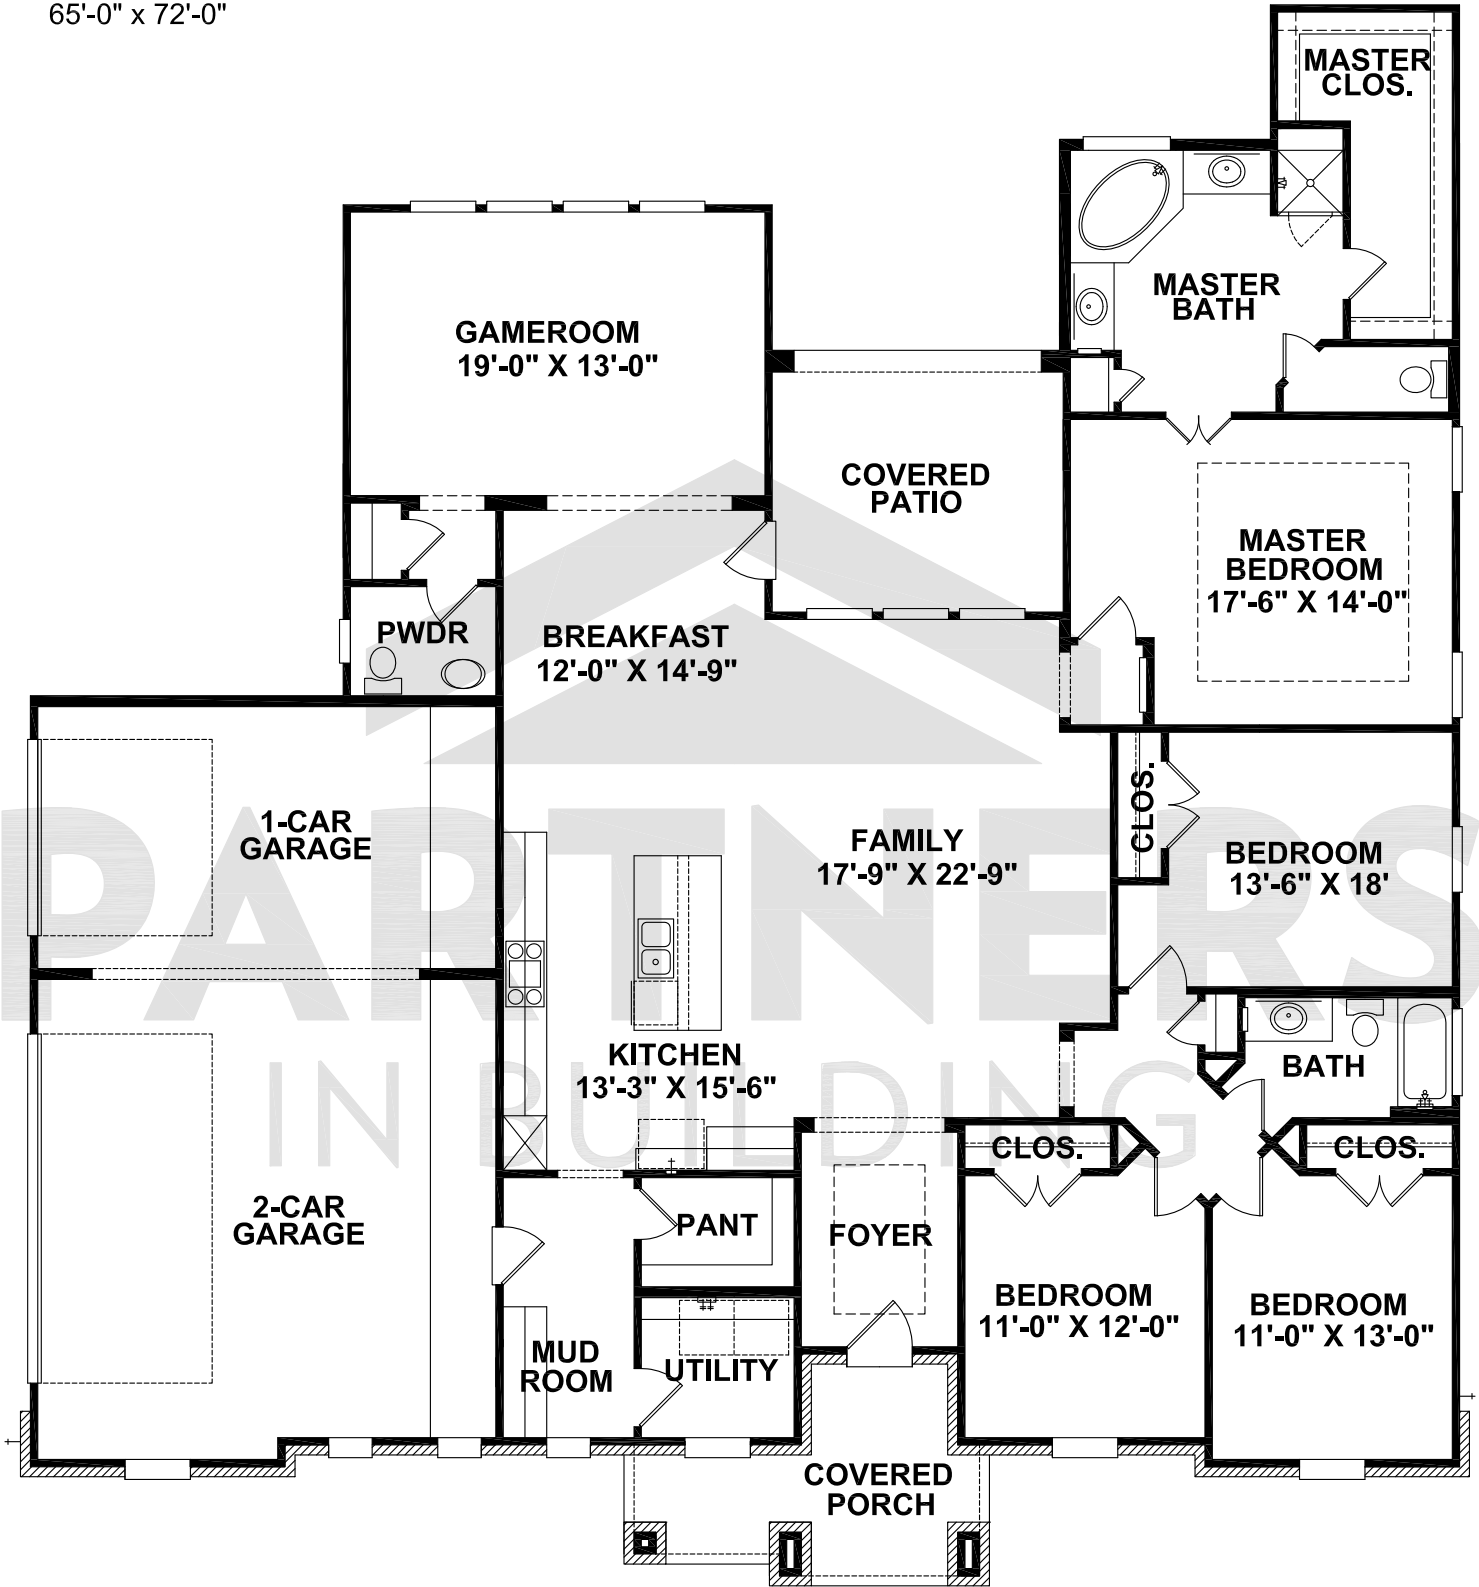 65'-0" x 72'-0"
MASTER
CLOS.
MASTER
BATH
GAMEROOM
19'-0" X 13'-0"
COVERED
PATIO
MASTER
BEDROOM
17'-6" X 14'-0"
PWDR
BREAKFAST
12'-0" X 14'-9"
1-CAR
GARAGE
FAMILY
17'-9" X 22'-9"
CLOS.
BEDROOM
13'-6" X 18'
PARTNERS
IN BUILDING
KITCHEN
13'-3" X 15'-6"
BATH
CLOS.
CLOS.
2-CAR
GARAGE
PANT
FOYER
BEDROOM
11'-0" X 12'-0"
BEDROOM
11'-0" X 13'-0"
MUD
ROOM
UTILITY
COVERED
PORCH